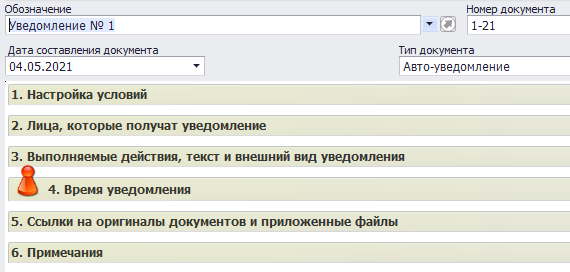 Обозначение
Номер документа
Уведомление № 1
1-21
Дата составления документа
Тип документа
04.05.2021
Авто-уведомление
1. Настройка условий
2. Лица, которые получат уведомление
3. Выполняемые действия, текст и внешний вид уведомления
4. Время уведомления
5. Ссылки на оригиналы документов и приложенные файлы
6. Примечания